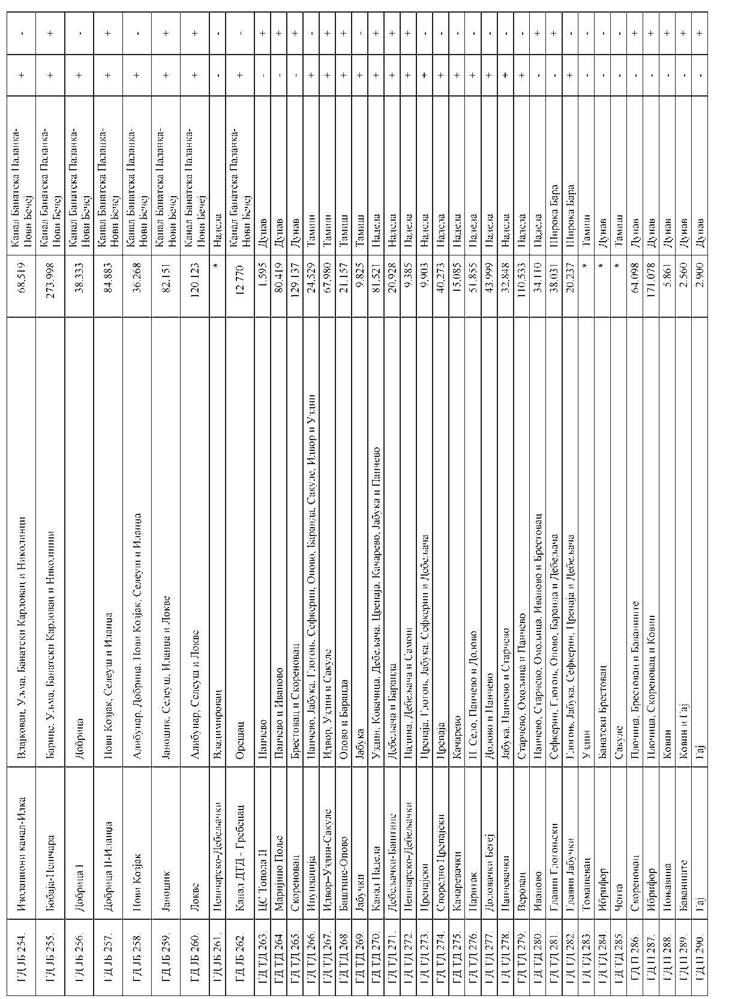 ГД ЈБ 254. Изолациони канал-Илка Влајковац, Уљма, Банатски Карловац и Николинци 68.519 Канал Банатска Паланка-Нови Бечеј + -
ГД ЈБ 255. Бобаја-Пешчара Барице, Уљма, Банатски Карловац и Николинци 273.998 Канал Банатска Паланка-Нови Бечеј + +
ГД ЈБ 256. Добрица I Добрица 38.333 Канал Банатска Паланка-Нови Бечеј + -
ГД ЈБ 257. Добрица II-Иланџа Нови Козјак, Селеуш и Иланџа 84.883 Канал Банатска Паланка-Нови Бечеј + +
ГД ЈБ 258. Нови Козјак Алибунар, Добрица, Нови Козјак, Селеуш и Иланџа 36.268 Канал Банатска Паланка-Нови Бечеј + -
ГД ЈБ 259. Јаношик Јаношик, Селеуш, Иланџа и Локве 82.151 Канал Банатска Паланка-Нови Бечеј + +
ГД ЈБ 260. Локве Алибунар, Селеуш и Локве 120.123 Канал Банатска Паланка-Нови Бечеј + +
ГД ЈБ 261. Пешчарско-Дебељачки Владимировац * Надела - -
ГД ЈБ 262. Канал ДТД - Гребенац Орешац 12.770 Канал Банатска Паланка-Нови Бечеј + -
ГД ТД 263. ЦС Топола II Панчево 1.595 Дунав - +
ГД ТД 264. Маријино Поље Панчево и Иваново 80.419 Дунав - +
ГД ТД 265. Скореновац Брестовац и Скореновац 129.137 Дунав - +
ГД ТД 266. Инундација Панчево, Јабука, Глогоњ, Сефкерин, Опово, Баранда, Сакуле, Идвор и Уздин 24.529 Тамиш + -
ГД ТД 267. Идвор–Уздин-Сакуле Идвор, Уздин и Сакуле 67.980 Тамиш + +
ГД ТД 268. Баштине-Опово Опово и Баранда 21.157 Тамиш + +
ГД ТД 269. Јабучки Јабука 9.825 Тамиш + -
ГД ТД 270. Канал Надела Уздин, Ковачица, Дебељача, Црепаја, Качарево, Јабука и Панчево 81.521 Надела + +
ГД ТД 271. Дебељачки-Баштине Дебељача и Баранда 20.928 Надела + +
ГД ТД 272. Пешчарско-Дебељачки Падина, Дебељача и Самош 9.385 Надела + +
ГД ТД 273. Црепајски Црепаја, Глогоњ, Јабука, Сефкерин и Дебељача 9.903 Надела + -
ГД ТД 274. Споредно Црепајски Црепаја 40.273 Надела + -
ГД ТД 275. Качаревачки Качарево 15.085 Надела + -
ГД ТД 276. Паритак Н. Село, Панчево и Долово 51.855 Надела + -
ГД ТД 277. Доловачки Бегеј Долово и Панчево 43.999 Надела + -
ГД ТД 278. Панчевачки Јабука, Панчево и Старчево 32.848 Надела + -
ГД ТД 279. Веровац Старчево, Омољица и Панчево 110.533 Надела + -
ГД ТД 280. Иваново Панчево, Старчево, Омољица, Иваново и Брестовац 34.110 Надела - +
ГД ТД 281. Главни Глогоњски Сефкерин, Глогоњ, Опово, Баранда и Дебељача 38.031 Широка Бара - +
ГД ТД 282. Главни Јабучки Глогоњ, Јабука, Сефкерин, Црепаја и Дебељача 20.237 Широка Бара + -
ГД ТД 283. Томашевац Уздин * Тамиш - -
ГД ТД 284. Ибрифор Банатски Брестовац * Дунав - -
ГД ТД 285. Чента Сакуле * Тамиш - -
ГД П 286. Скореновац Плочица, Брестовац и Баваниште 64.098 Дунав - +
ГД П 287. Ибрифор Плочица, Скореновац и Ковин 171.078 Дунав - +
ГД П 288. Поњавица Ковин 5.861 Дунав - +
ГД П 289. Баваниште Ковин и Гај 2.560 Дунав - +
ГД П 290. Гај Гај 2.900 Дунав - +